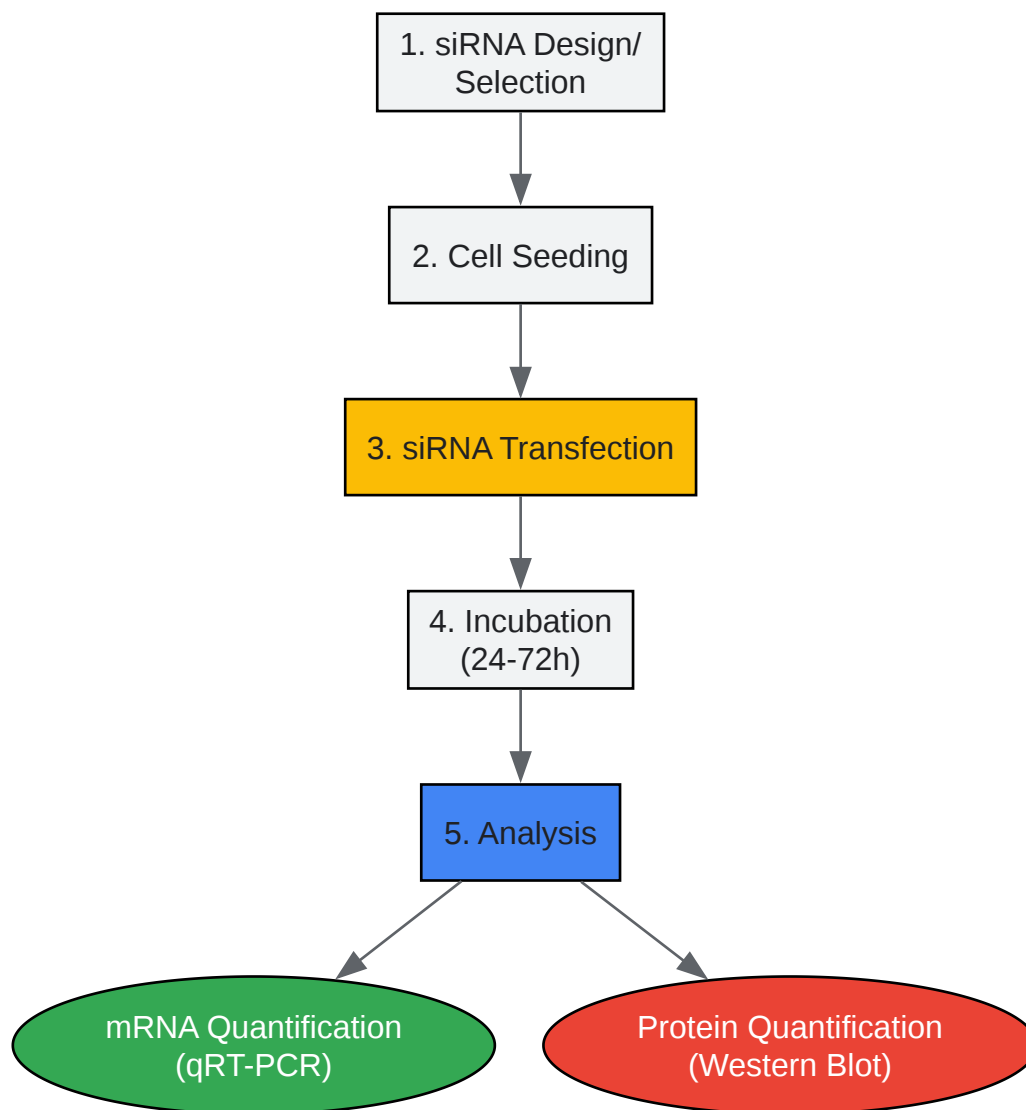 1. siRNA Design/
Selection
2. Cell Seeding
3. siRNA Transfection
4. Incubation
(24-72h)
5. Analysis
mRNA Quantification
(qRT-PCR)
Protein Quantification
(Western Blot)